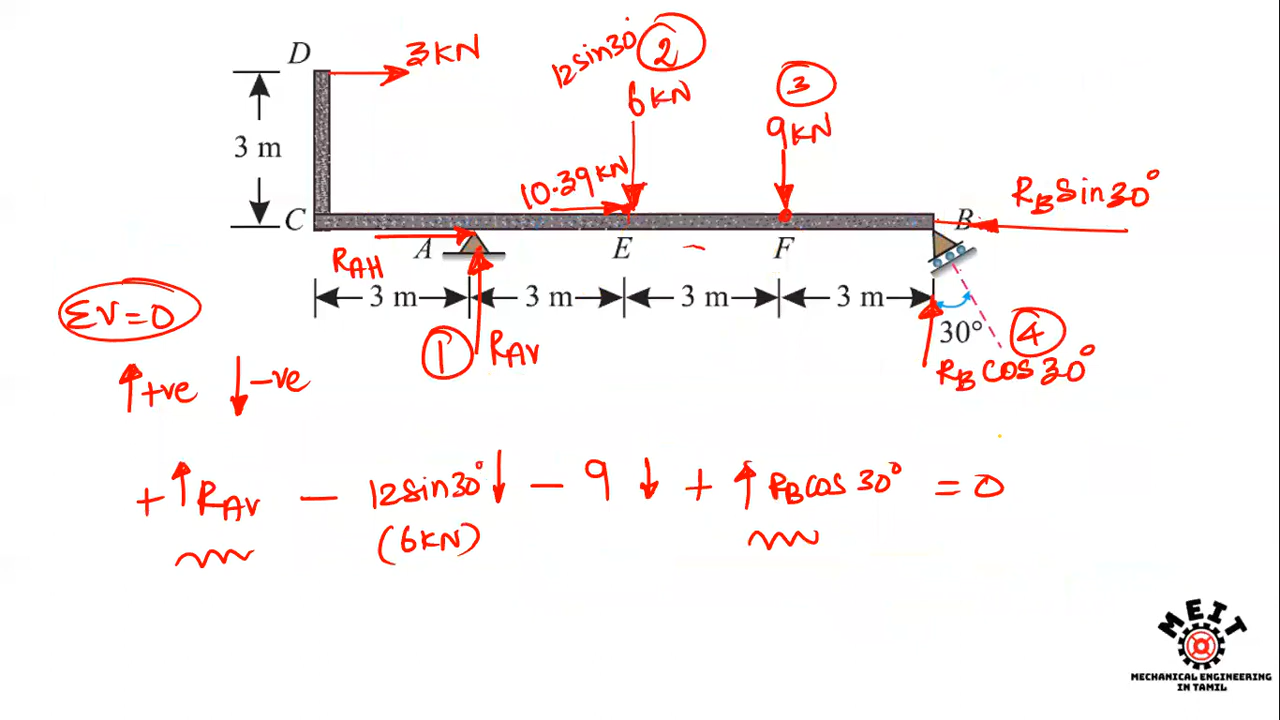 D
3KN
12sin30°
2
6KN
3
9KN
3 m
10.39KN
RBsin30°
C
A
E
F
B
RAH
3 m
3 m
3 m
3 m
30°
ΣV=0
1
RAV
4
RBcos30°
↑+ve ↓-ve
+↑RAV - 12sin30°↓ - 9↓ + ↑RBcos30° = 0
(6KN)
MEIT
MECHANICAL ENGINEERING
IN TAMIL